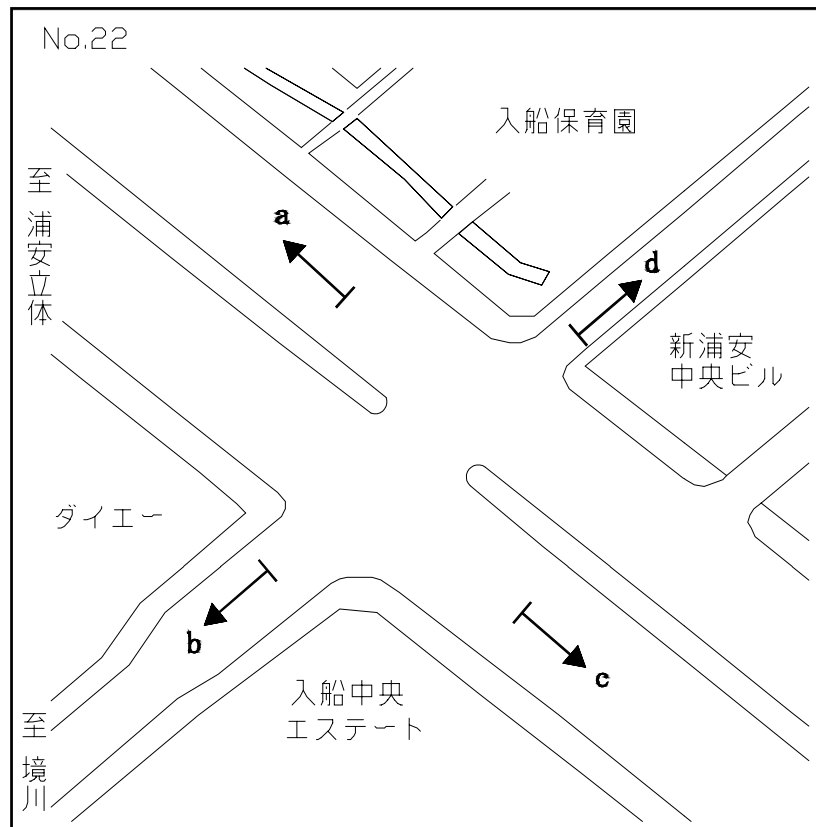 No.22
入船保育園
至 浦安立体
a
d
新浦安
中央ビル
ダイエー
b
c
入船中央
エステート
至 境川